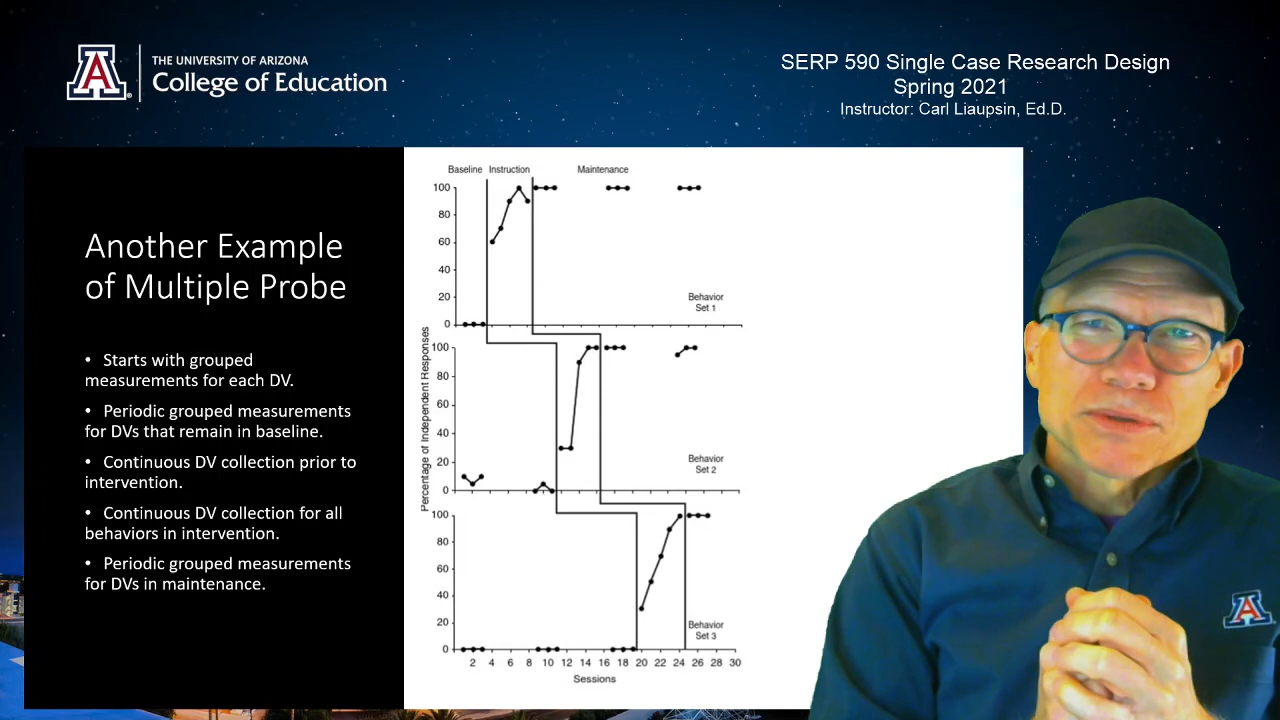 THE UNIVERSITY OF ARIZONA
College of Education
SERP 590 Single Case Research Design
Spring 2021
Instructor: Carl Liaupsin, Ed.D.
Another Example
of Multiple Probe
• Starts with grouped
measurements for each DV.
• Periodic grouped measurements
for DVs that remain in baseline.
• Continuous DV collection prior to
intervention.
• Continuous DV collection for all
behaviors in intervention.
• Periodic grouped measurements
for DVs in maintenance.
Baseline Instruction Maintenance
100
80
60
40
20
0
Behavior
Set 1
Percentage of Independent Responses
100
80
60
40
20
0
Behavior
Set 2
100
80
60
40
20
0
Behavior
Set 3
2 4 6 8 10 12 14 16 18 20 22 24 26 28 30
Sessions
A
A